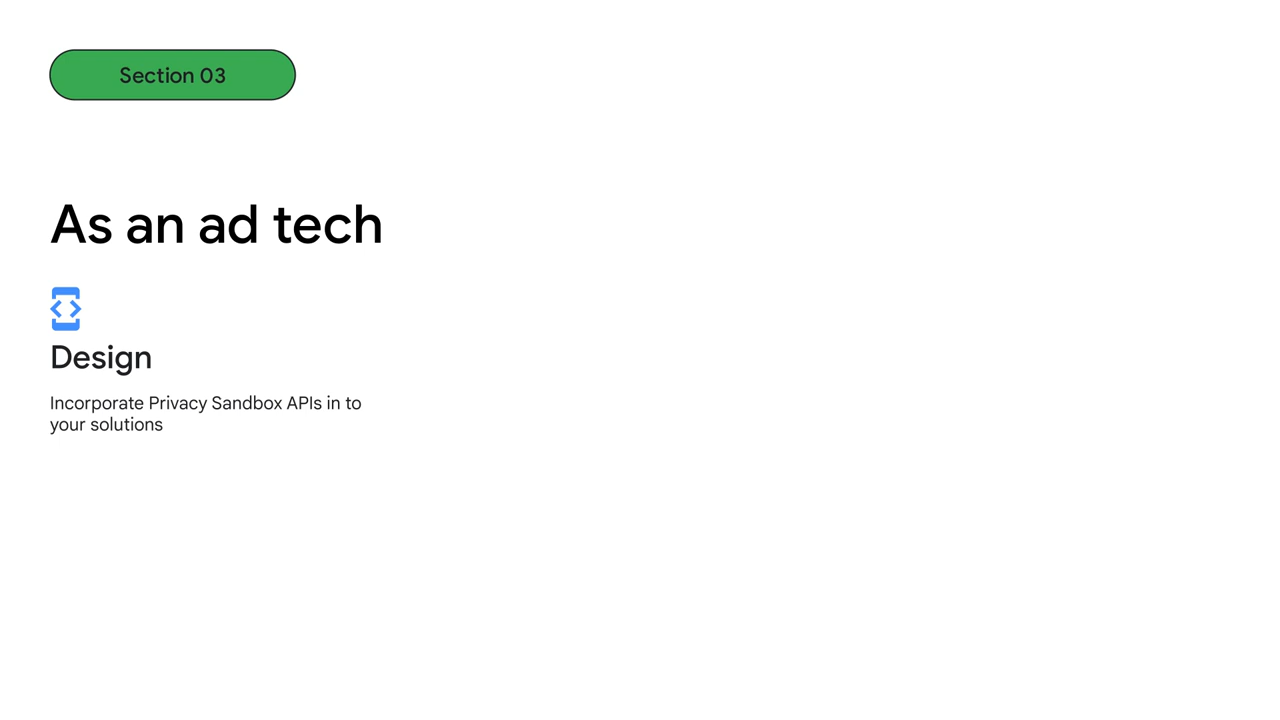 Section 03
As an ad tech
Design
Incorporate Privacy Sandbox APIs in to
your solutions